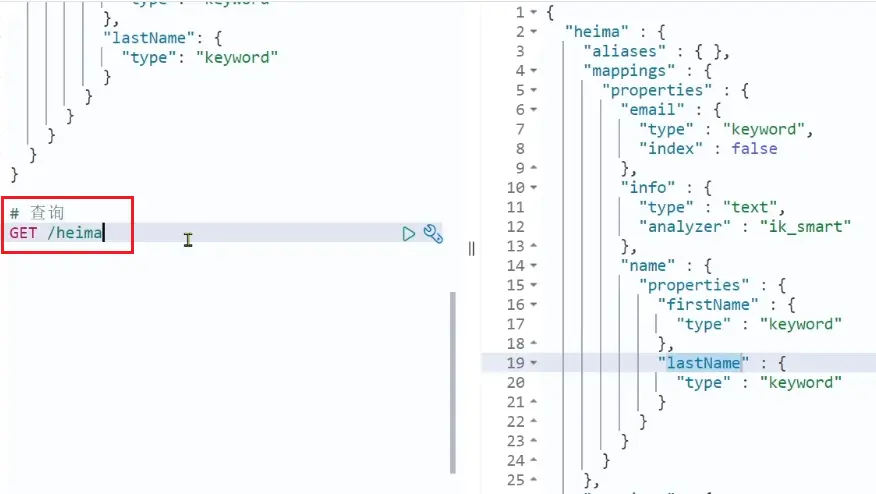 },
"lastName": {
"type": "keyword"
}
}
}
}
}
}
# 查询
GET /heima
1 {
2 "heima" : {
3 "aliases" : { },
4 "mappings" : {
5 "properties" : {
6 "email" : {
7 "type" : "keyword",
8 "index" : false
9 },
10 "info" : {
11 "type" : "text",
12 "analyzer" : "ik_smart"
13 },
14 "name" : {
15 "properties" : {
16 "firstName" : {
17 "type" : "keyword"
18 },
19 "lastName" : {
20 "type" : "keyword"
21 }
22 }
23 }
24 }
25 },